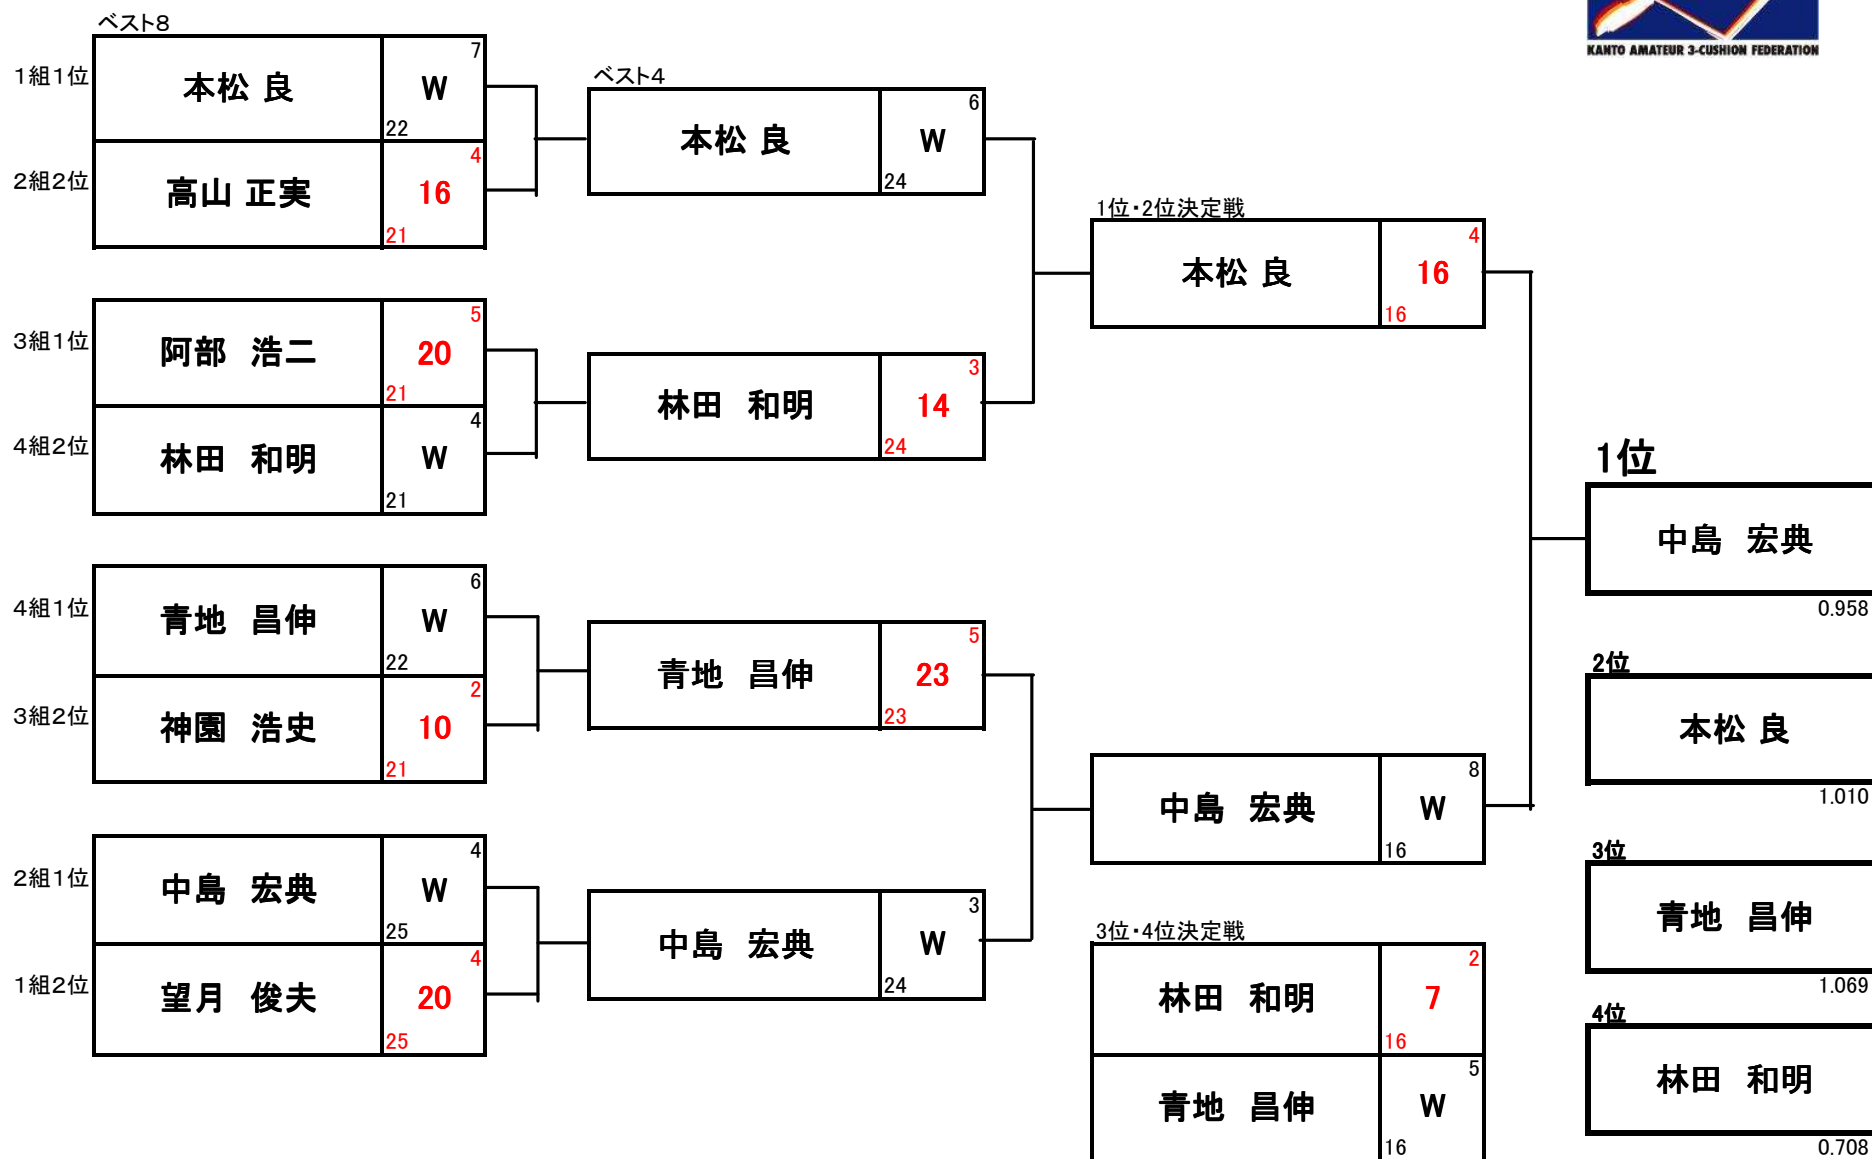 KANTO AMATEUR 3-CUSHION FEDERATION
ベスト8
1組1位 本松 良 W 7 22
2組2位 高山 正実 16 4 21
3組1位 阿部 浩二 20 5 21
4組2位 林田 和明 W 4 21
4組1位 青地 昌伸 W 6 22
3組2位 神園 浩史 10 2 21
2組1位 中島 宏典 W 4 25
1組2位 望月 俊夫 20 4 25
ベスト4
本松 良 W 6 24
林田 和明 14 3 24
青地 昌伸 23 5 23
中島 宏典 W 3 24
1位・2位決定戦
本松 良 16 4 16
中島 宏典 W 8 16
3位・4位決定戦
林田 和明 7 2 16
青地 昌伸 W 5 16
1位
中島 宏典
0.958
2位
本松 良
1.010
3位
青地 昌伸
1.069
4位
林田 和明
0.708